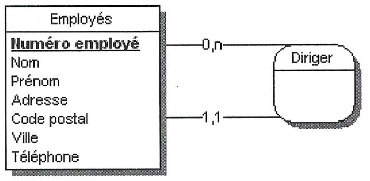 Employés
Numéro employé
Nom
Prénom
Adresse
Code postal
Ville
Téléphone
0,n
Diriger
1,1